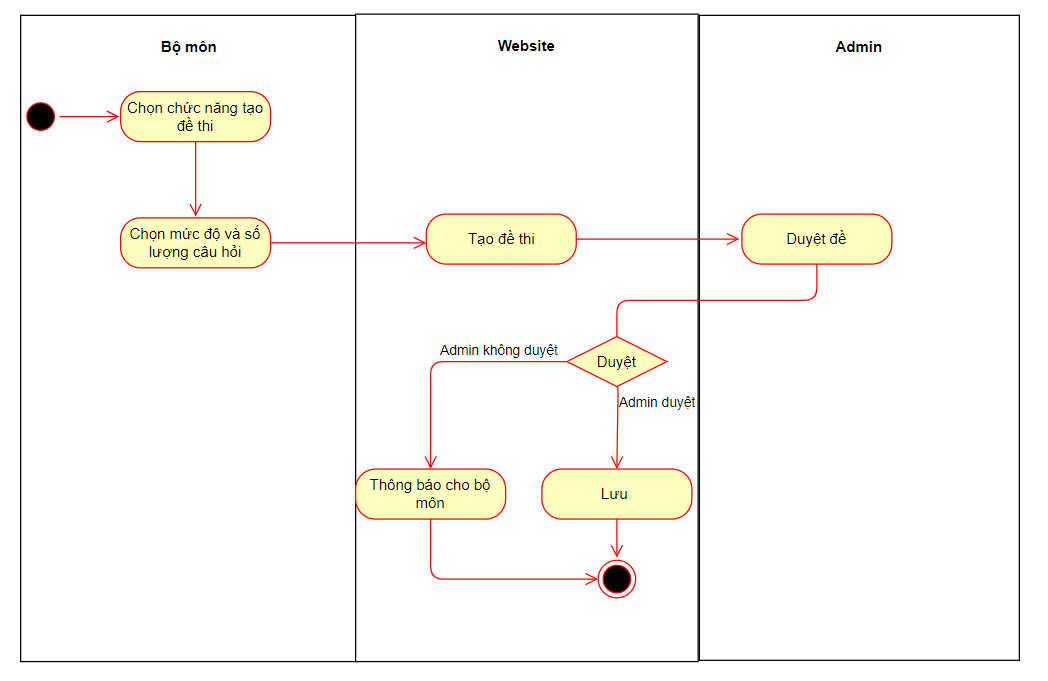 Bộ môn
Website
Admin
Chọn chức năng tạo
đề thi
Chọn mức độ và số
lượng câu hỏi
Tạo đề thi
Duyệt đề
Admin không duyệt
Duyệt
Admin duyệt
Thông báo cho bộ
môn
Lưu